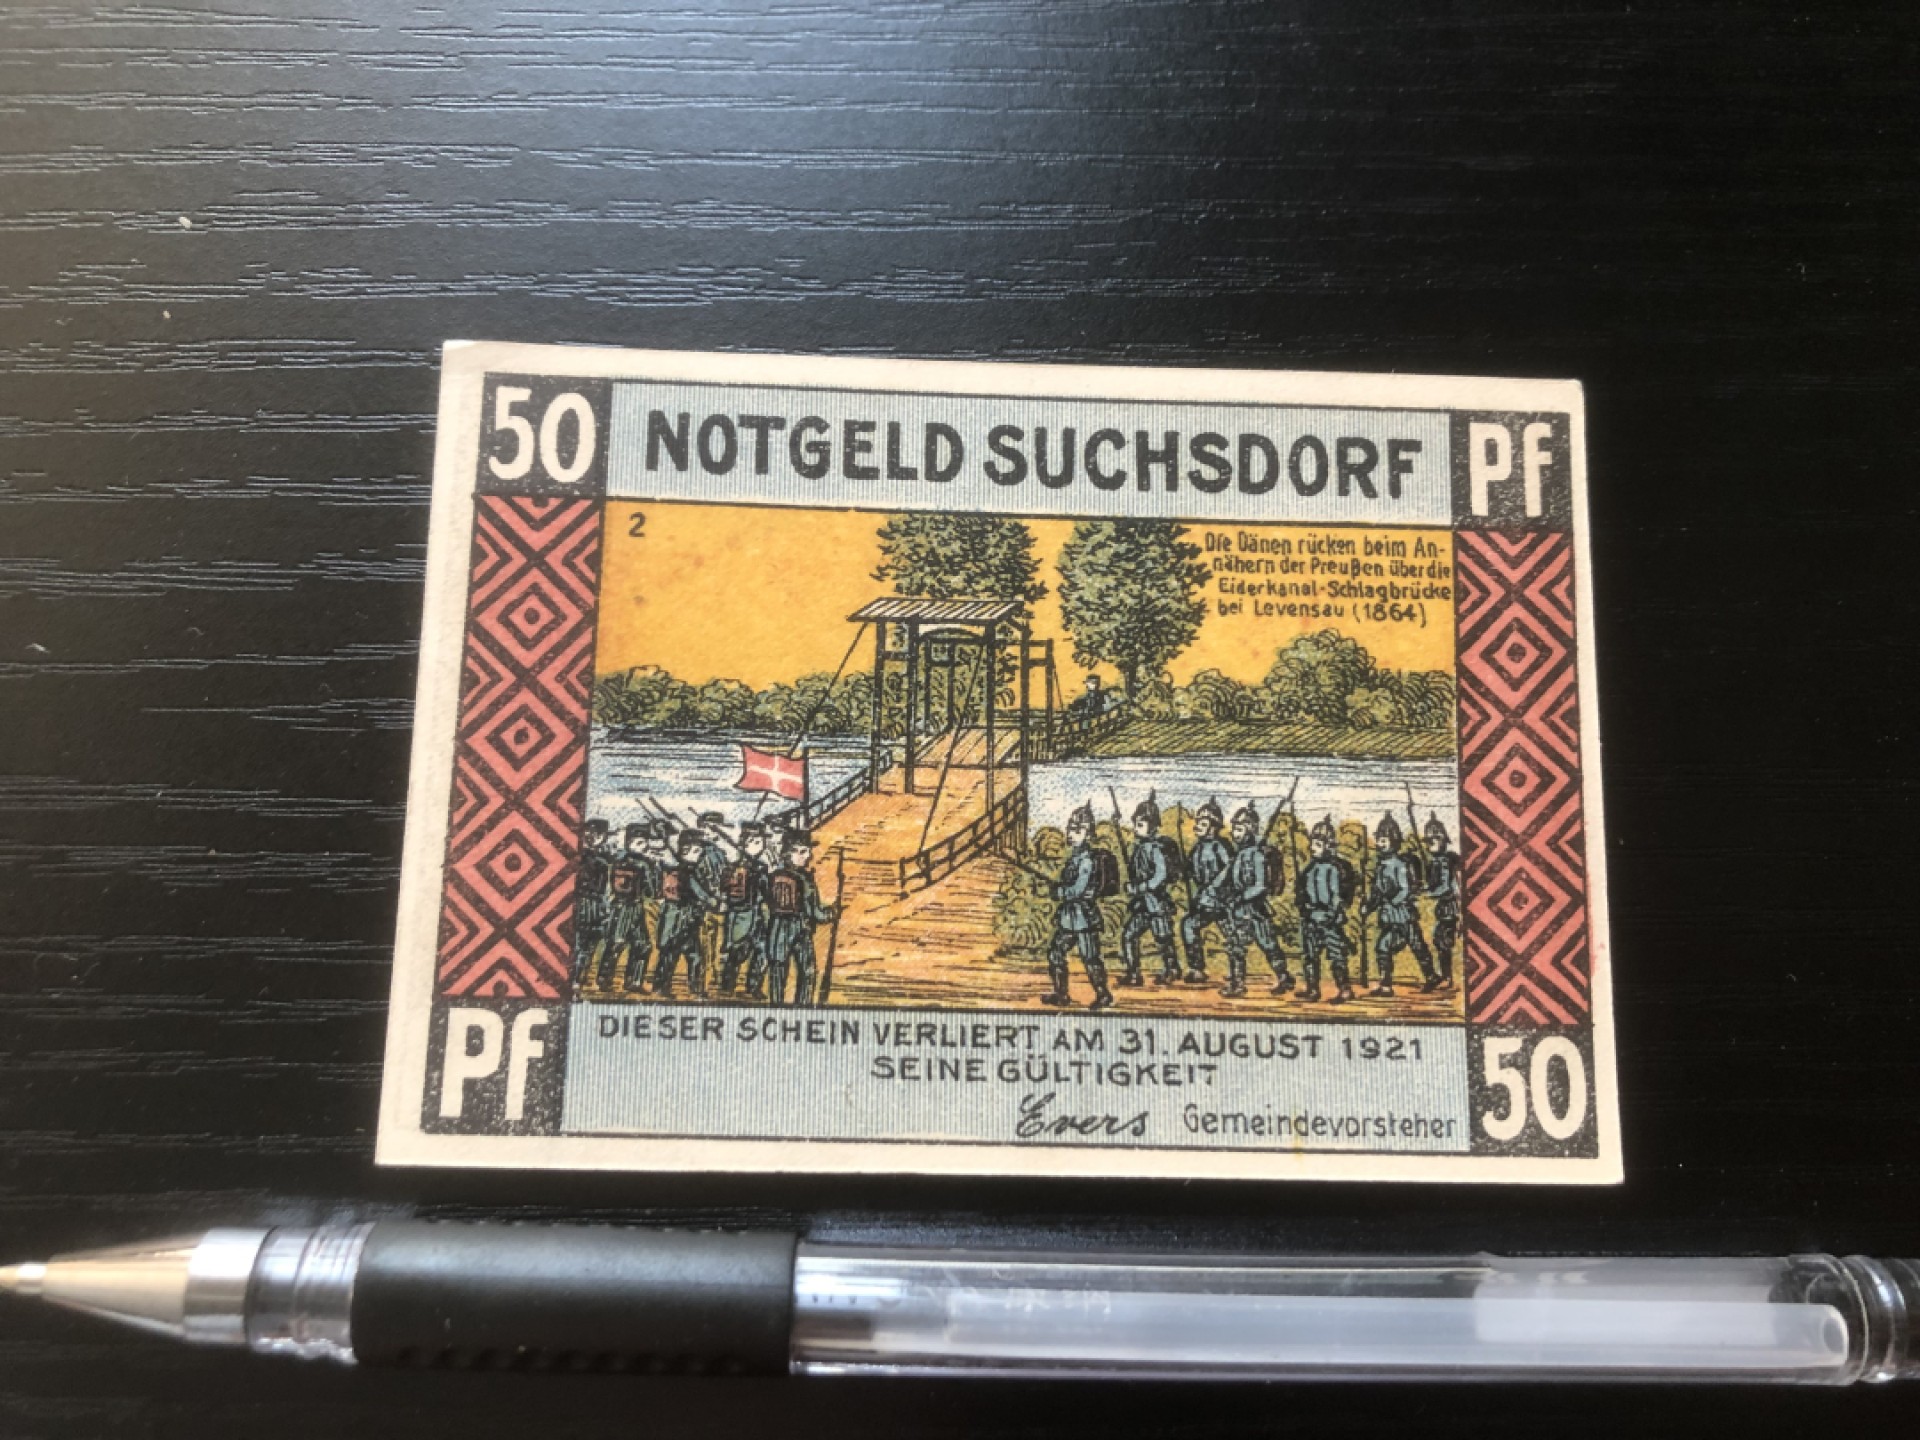 50 NOTGELD SUCHSDORF Pf
2
Die Dänen rücken beim An-
nähern der Preußen über die
Eiderkanal-Schlagbrücke
bei Levensau (1864)
DIESER SCHEIN VERLIERT AM 31. AUGUST 1921
SEINE GÜLTIGKEIT
Evers Gemeindevorsteher
Pf 50